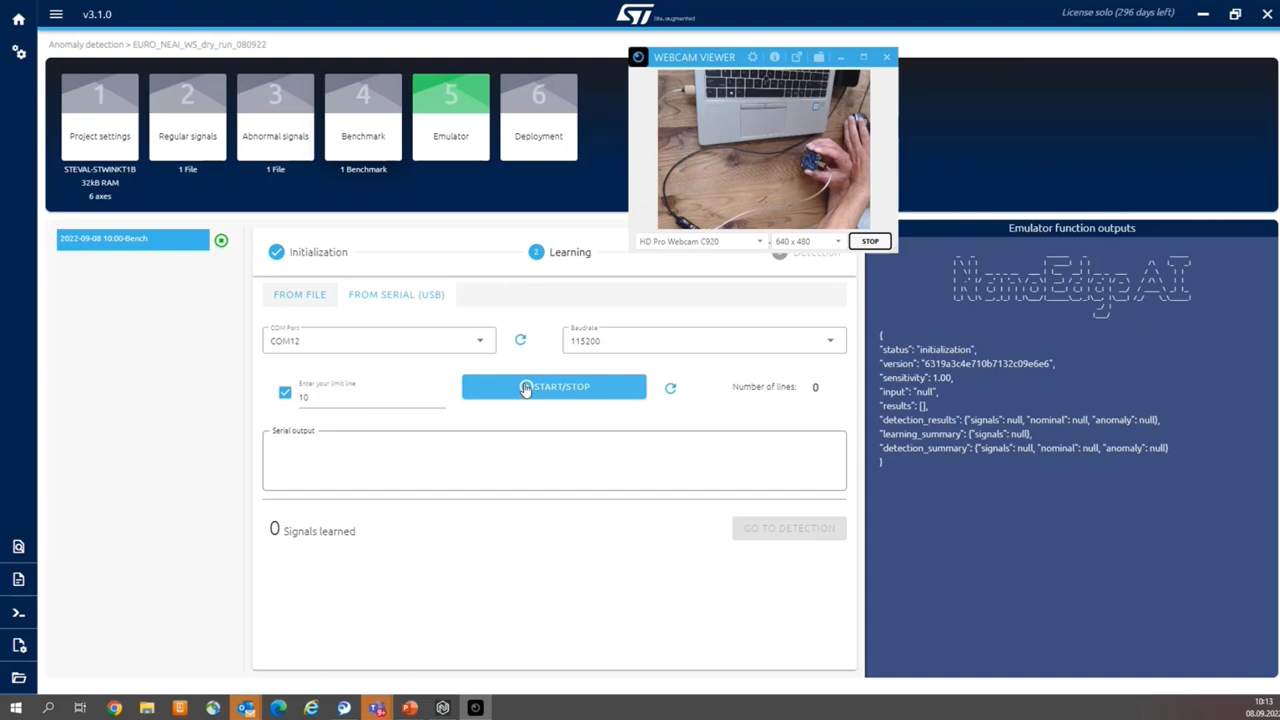 v3.1.0
ST life.augmented
License solo (296 days left)
Anomaly detection > EURO_NEAI_WS_dry_run_080922
WEBCAM VIEWER
1
2
3
4
5
6
Project settings
Regular signals
Abnormal signals
Benchmark
Emulator
Deployment
STEVAL-STWINKT1B
32kB RAM
6 axes
1 File
1 File
1 Benchmark
HD Pro Webcam C920
640 x 480
STOP
2022-09-08 10:00-Bench
Initialization
2
Learning
Detection
Emulator function outputs
NanoEdge AI
FROM FILE
FROM SERIAL (USB)
COM Port
COM12
Baudrate
115200
Enter your limit line
10
START/STOP
Number of lines:
0
Serial output
0 Signals learned
GO TO DETECTION
{
"status": "initialization",
"version": "6319a3c4e710b7132c09e6e6",
"sensitivity": 1.00,
"input": "null",
"results": [],
"detection_results": {"signals": null, "nominal": null, "anomaly": null},
"learning_summary": {"signals": null},
"detection_summary": {"signals": null, "nominal": null, "anomaly": null}
}
10:13
08.09.2022